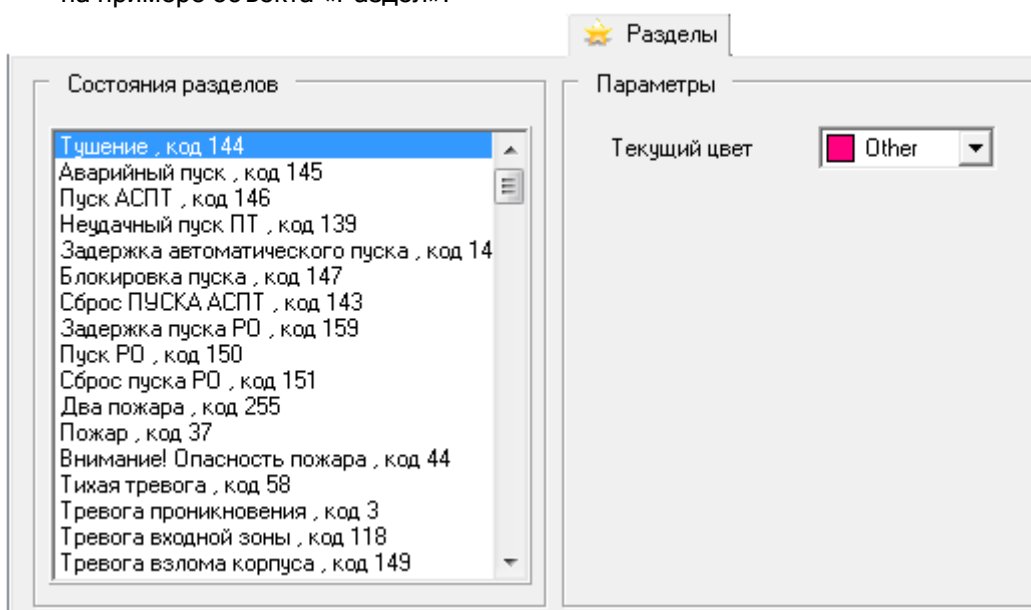 на примере объекта «Раздел»:
Разделы
Состояния разделов
Параметры
Тушение , код 144
Текущий цвет
Other
Аварийный пуск , код 145
Пуск АСПТ , код 146
Неудачный пуск ПТ , код 139
Задержка автоматического пуска , код 14
Блокировка пуска , код 147
Сброс ПУСКА АСПТ , код 143
Задержка пуска РО , код 159
Пуск РО , код 150
Сброс пуска РО , код 151
Два пожара , код 255
Пожар , код 37
Внимание! Опасность пожара , код 44
Тихая тревога , код 58
Тревога проникновения , код 3
Тревога входной зоны , код 118
Тревога взлома корпуса , код 149